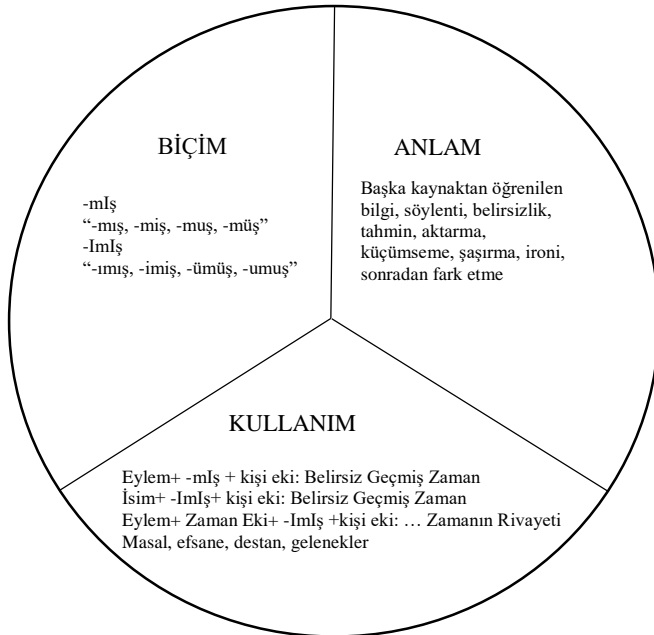 BİÇİM
-mIş
“-mış, -miş, -muş, -müş”
-ImIş
“-ımış, -imiş, -ümüş, -umuş”
ANLAM
Başka kaynaktan öğrenilen
bilgi, söylenti, belirsizlik,
tahmin, aktarma,
küçümseme, şaşırma, ironi,
sonradan fark etme
KULLANIM
Eylem+ -mIş + kişi eki: Belirsiz Geçmiş Zaman
İsim+ -ImIş+ kişi eki: Belirsiz Geçmiş Zaman
Eylem+ Zaman Eki+ -ImIş +kişi eki: … Zamanın Rivayeti
Masal, efsane, destan, gelenekler